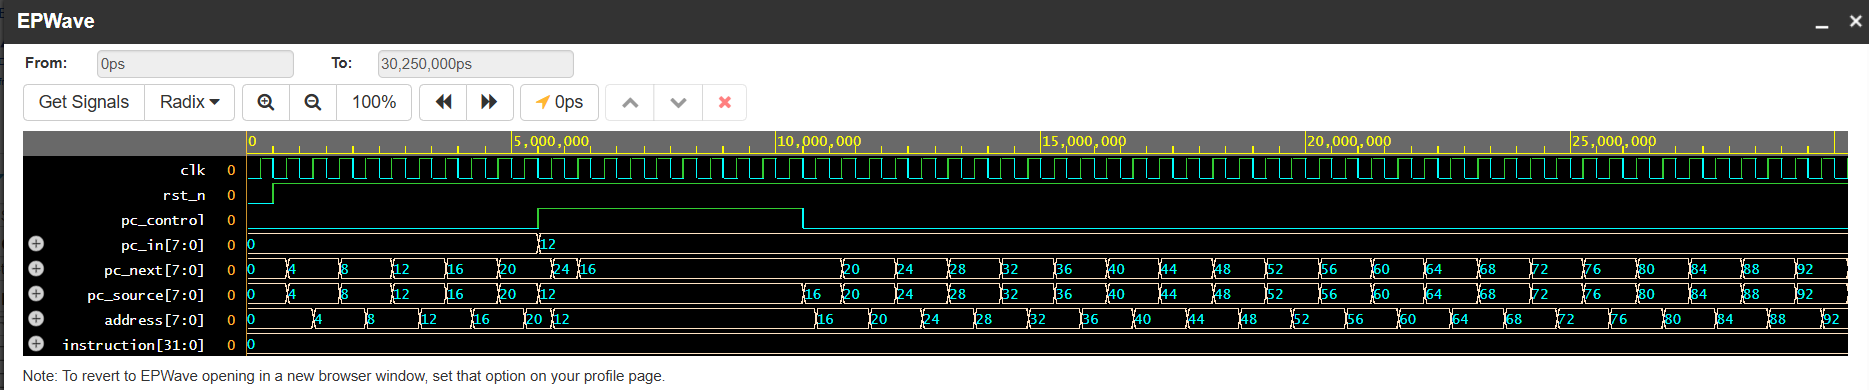 EPWave
From: 0ps To: 30,250,000ps
Get Signals Radix 100% 0ps
0 5,000,000 10,000,000 15,000,000 20,000,000 25,000,000
clk 0
rst_n 0
pc_control 0
pc_in[7:0] 0 0 12
pc_next[7:0] 0 0 4 8 12 16 20 24 16 20 24 28 32 36 40 44 48 52 56 60 64 68 72 76 80 84 88 92
pc_source[7:0] 0 0 4 8 12 16 20 12 16 20 24 28 32 36 40 44 48 52 56 60 64 68 72 76 80 84 88 92
address[7:0] 0 0 4 8 12 16 20 12 16 20 24 28 32 36 40 44 48 52 56 60 64 68 72 76 80 84 88 92
instruction[31:0] 0 0
Note: To revert to EPWave opening in a new browser window, set that option on your profile page.